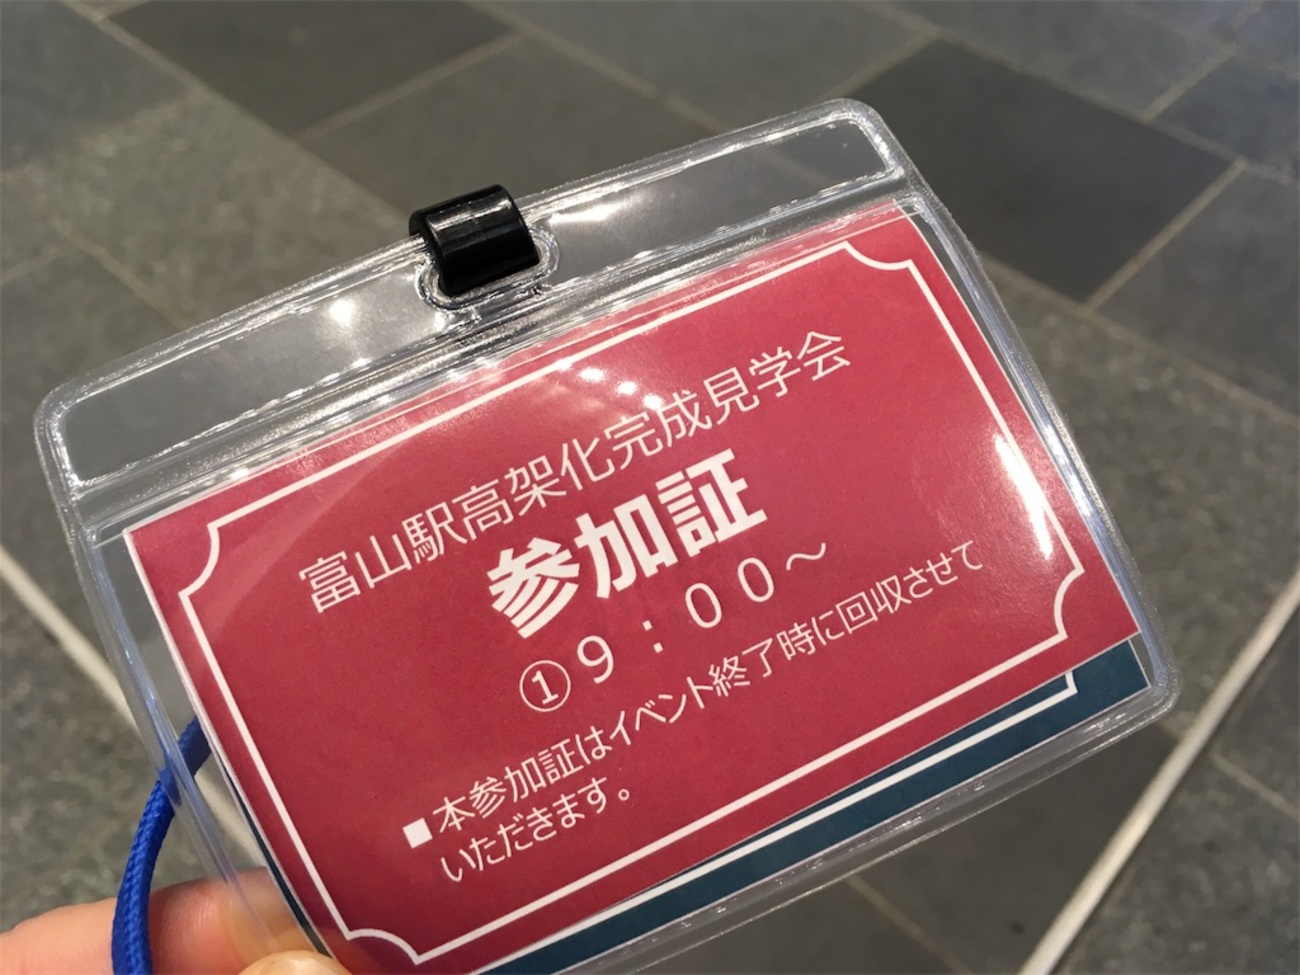 富山駅高架化完成見学会
参加証
①9：00～
■本参加証はイベント終了時に回収させて
いただきます。